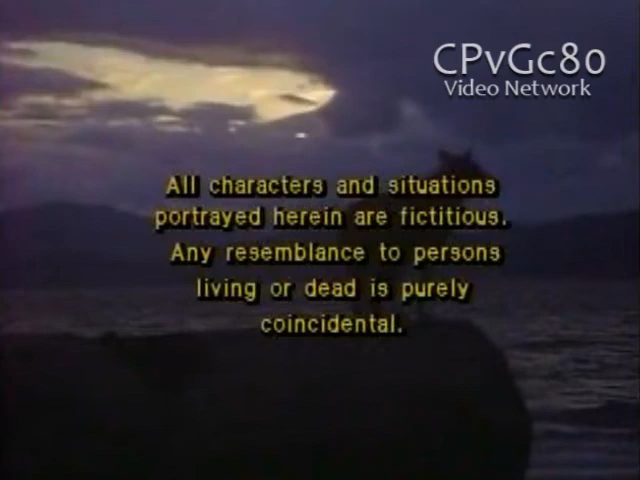 CPvGc80
Video Network
All characters and situations
portrayed herein are fictitious.
Any resemblance to persons
living or dead is purely
coincidental.